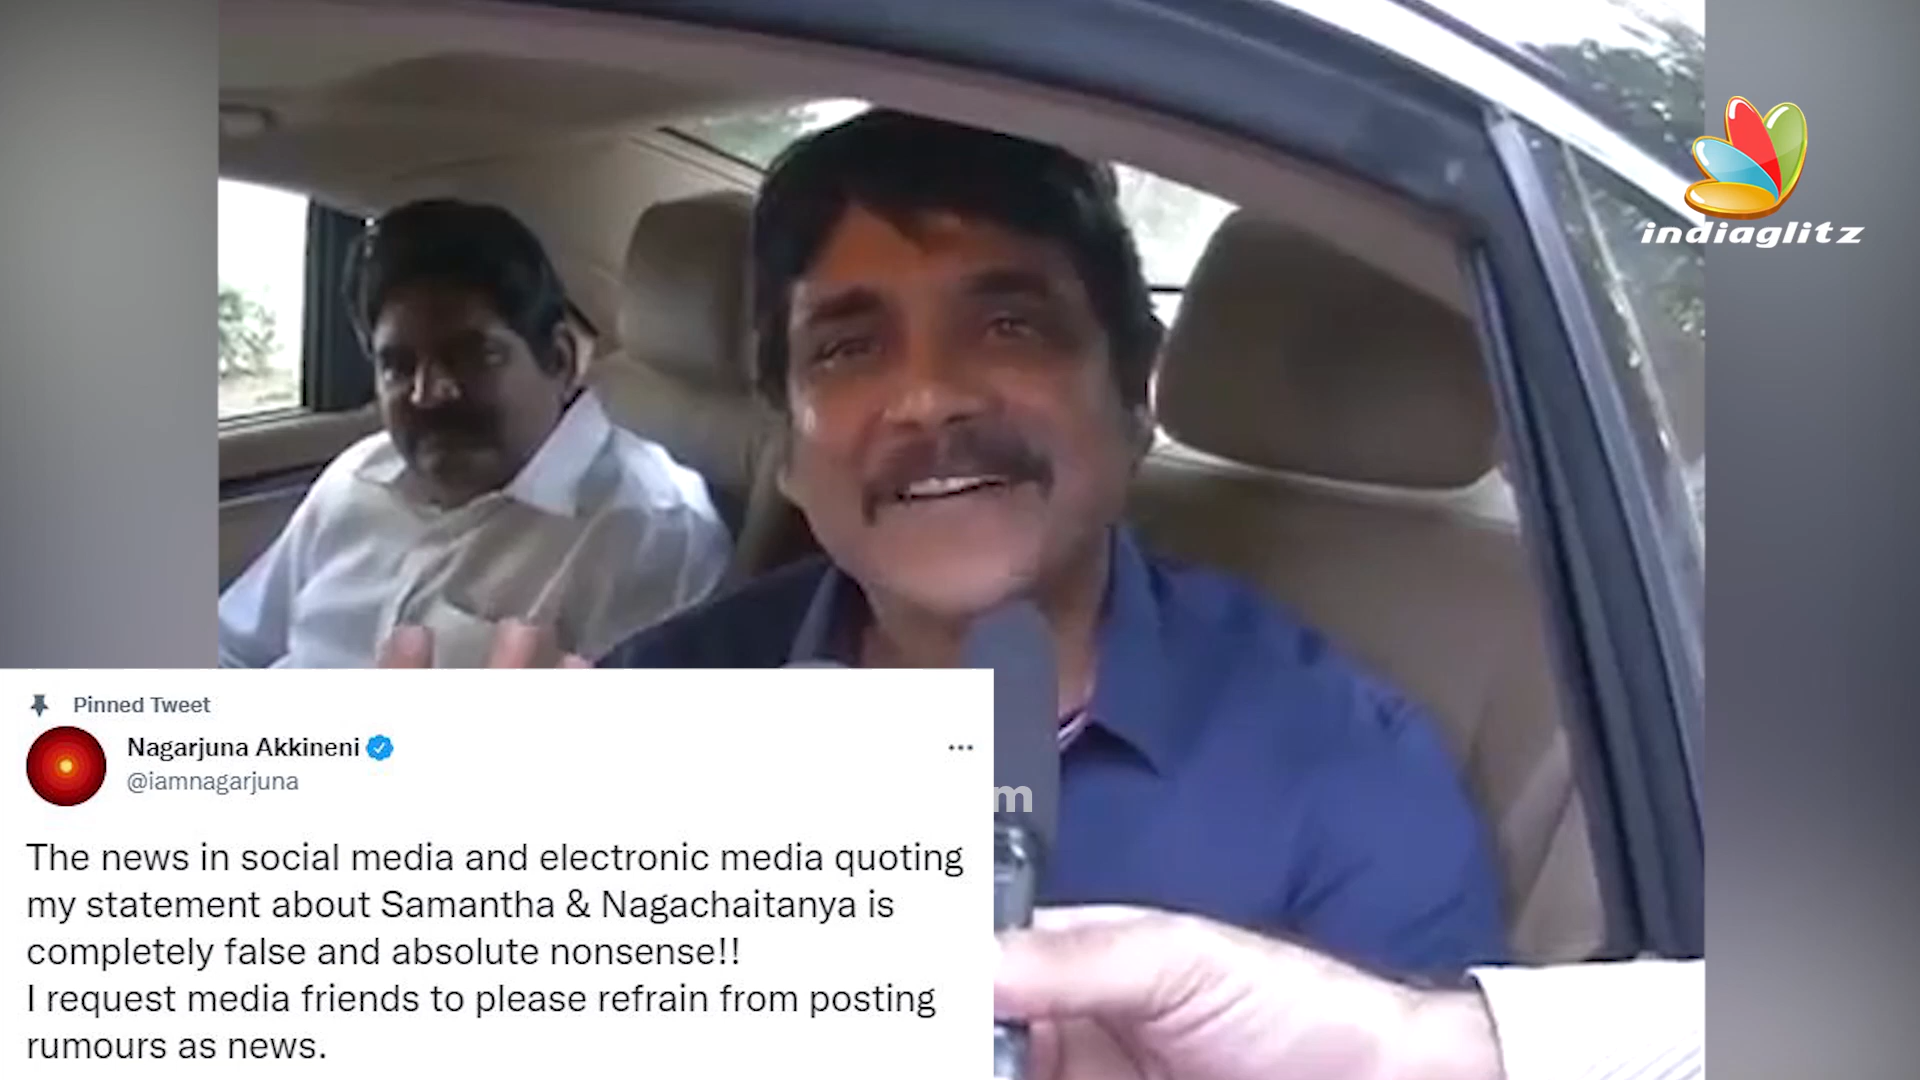 indiaglitz
Pinned Tweet
Nagarjuna Akkineni
@iamnagarjuna
m
The news in social media and electronic media quoting
my statement about Samantha & Nagachaitanya is
completely false and absolute nonsense!!
I request media friends to please refrain from posting
rumours as news.